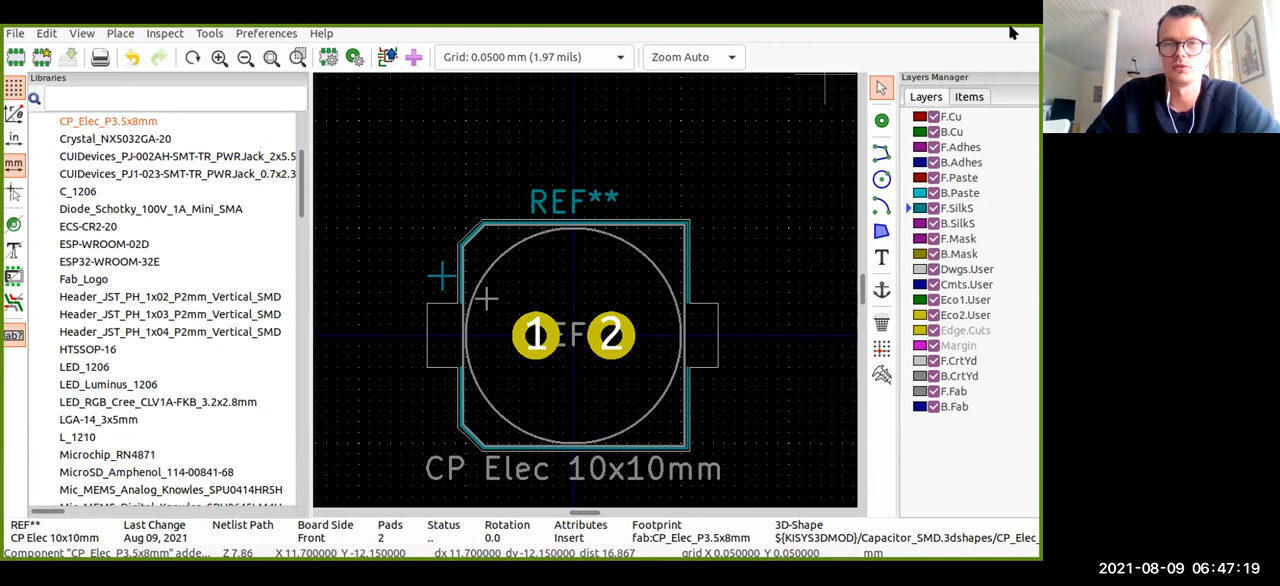 File Edit View Place Inspect Tools Preferences Help
Grid: 0.0500 mm (1.97 mils)
Zoom Auto
Libraries
CP_Elec_P3.5x8mm
Crystal_NX5032GA-20
CUIDevices_PJ-002AH-SMT-TR_PWRJack_2x5.5
CUIDevices_PJ1-023-SMT-TR_PWRJack_0.7x2.3
C_1206
Diode_Schotky_100V_1A_Mini_SMA
ECS-CR2-20
ESP-WROOM-02D
ESP32-WROOM-32E
Fab_Logo
Header_JST_PH_1x02_P2mm_Vertical_SMD
Header_JST_PH_1x03_P2mm_Vertical_SMD
Header_JST_PH_1x04_P2mm_Vertical_SMD
HTSSOP-16
LED_1206
LED_Luminus_1206
LED_RGB_Cree_CLV1A-FKB_3.2x2.8mm
LGA-14_3x5mm
L_1210
Microchip_RN4871
MicroSD_Amphenol_114-00841-68
Mic_MEMS_Analog_Knowles_SPU0414HR5H
in
mm
REF**
1 EF 2
CP Elec 10x10mm
Layers Manager
Layers Items
F.Cu
B.Cu
F.Adhes
B.Adhes
F.Paste
B.Paste
F.SilkS
B.SilkS
F.Mask
B.Mask
Dwgs.User
Cmts.User
Eco1.User
Eco2.User
Edge.Cuts
Margin
F.CrtYd
B.CrtYd
F.Fab
B.Fab
REF** Last Change Netlist Path Board Side Pads Status Rotation Attributes Footprint 3D-Shape
CP Elec 10x10mm Aug 09, 2021 Front 2 0.0 Insert fab:CP_Elec_P3.5x8mm ${KISYS3DMOD}/Capacitor_SMD.3dshapes/CP_Elec_
Component "CP_Elec_P3.5x8mm" adde... Z 7.86 X 11.700000 Y -12.150000 dx 11.700000 dy -12.150000 dist 16.867 grid X 0.050000 Y 0.050000 mm
2021-08-09 06:47:19